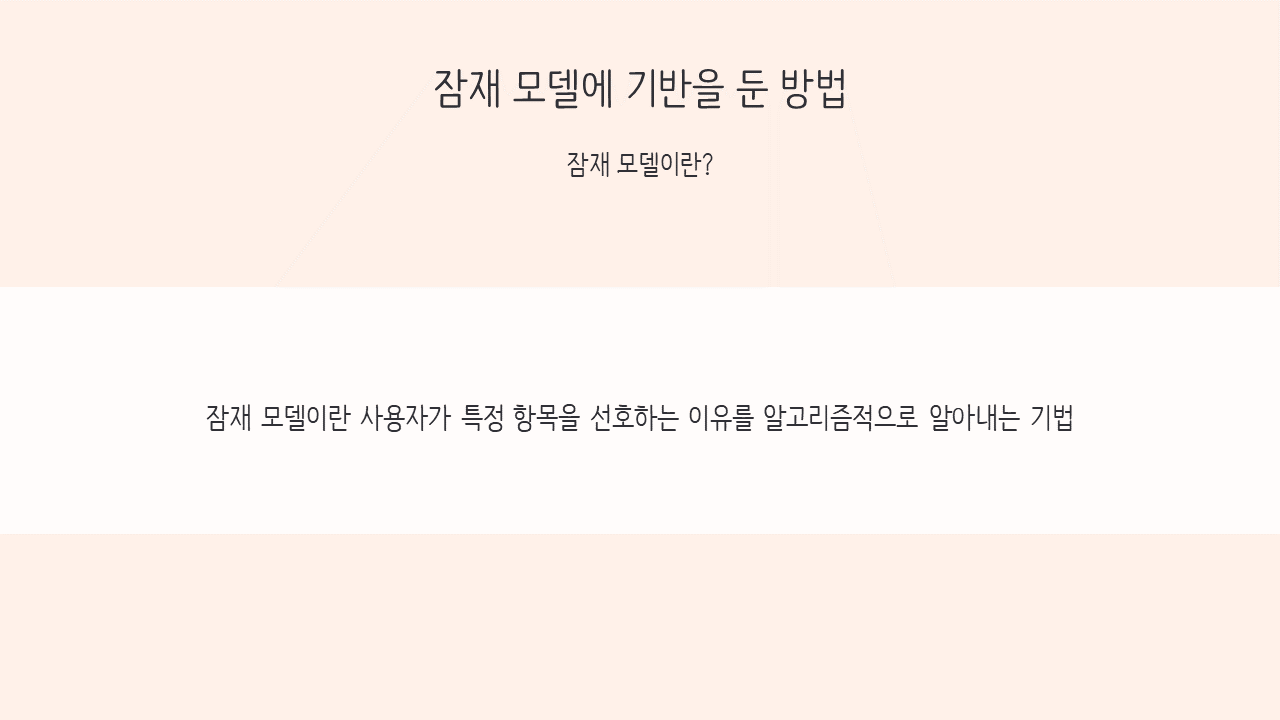 잠재 모델에 기반을 둔 방법
잠재 모델이란?
잠재 모델이란 사용자가 특정 항목을 선호하는 이유를 알고리즘적으로 알아내는 기법